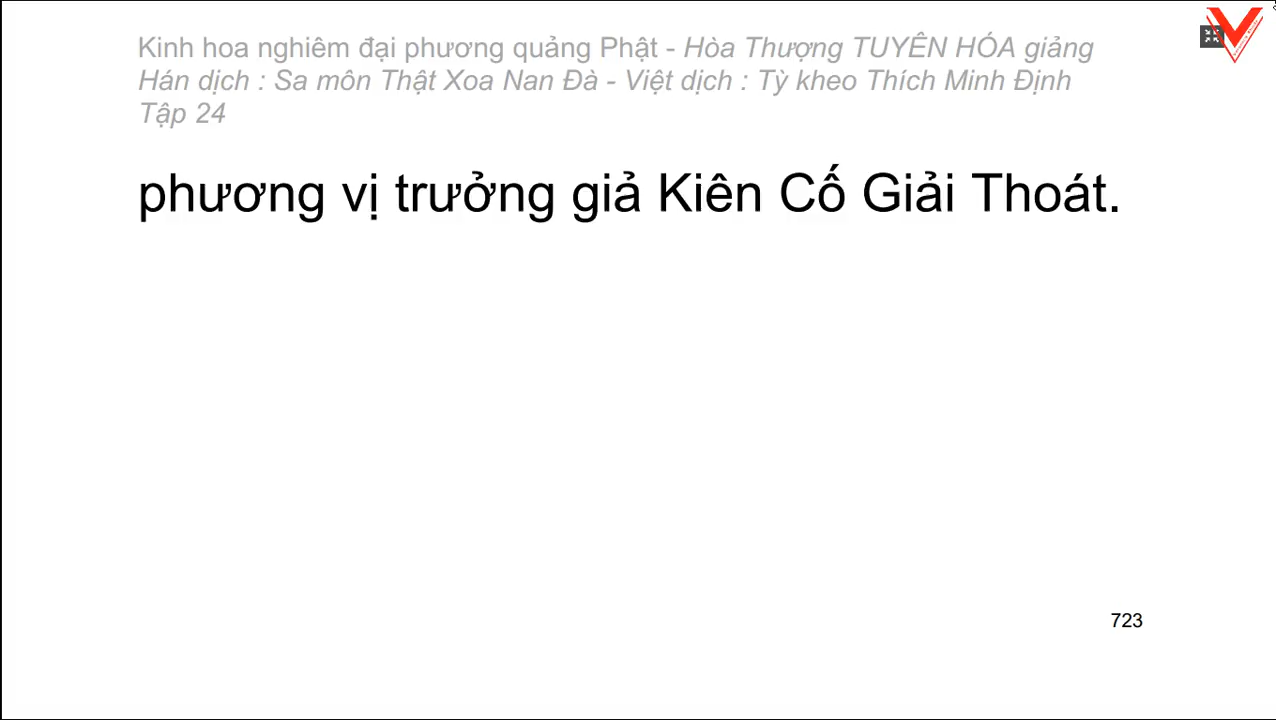 Kinh hoa nghiêm đại phương quảng Phật - Hòa Thượng TUYÊN HÓA giảng
Hán dịch : Sa môn Thật Xoa Nan Đà - Việt dịch : Tỳ kheo Thích Minh Định
Tập 24
phương vị trưởng giả Kiên Cố Giải Thoát.
723